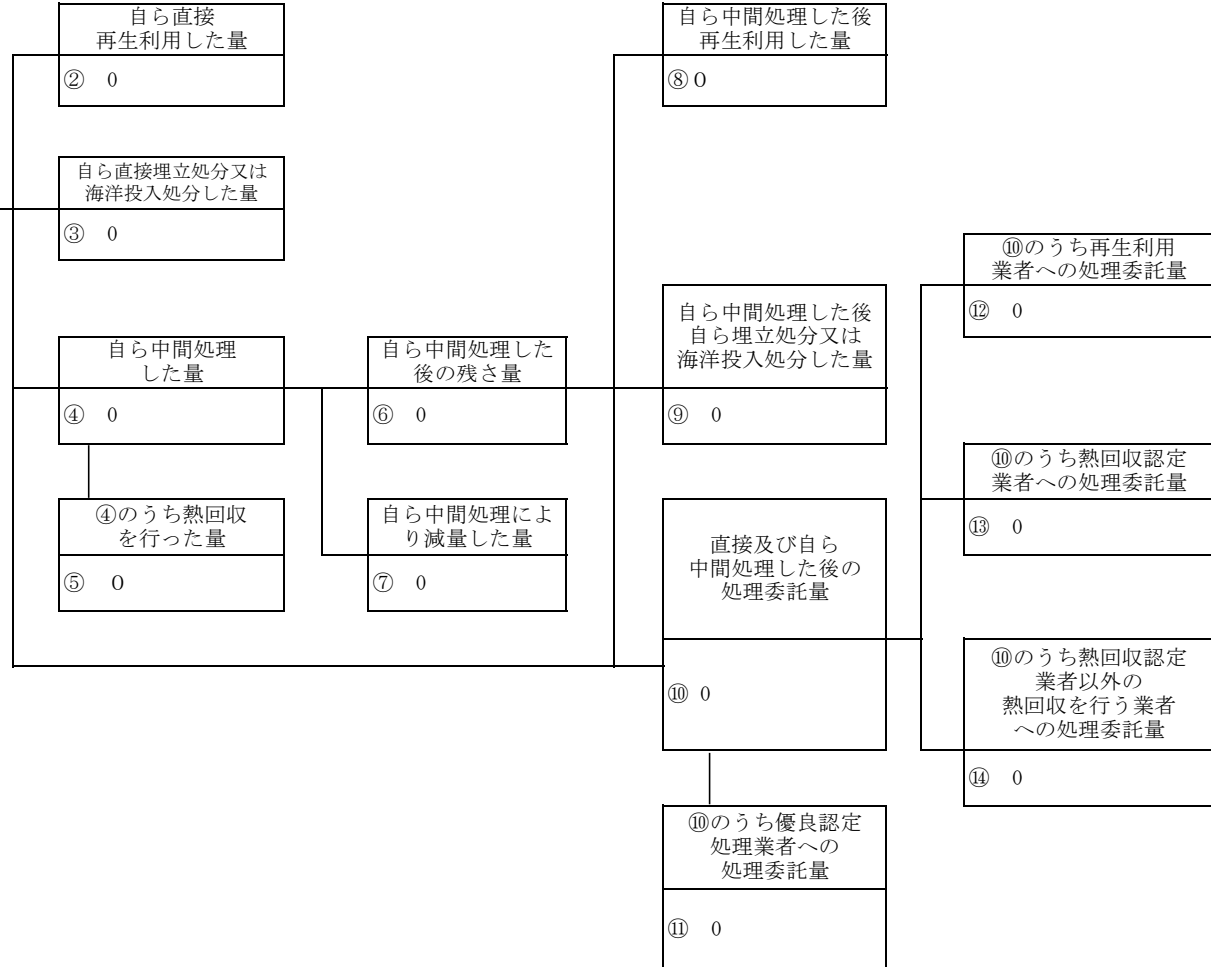 自ら直接
再生利用した量
② 0
自ら直接埋立処分又は
海洋投入処分した量
③ 0
自ら中間処理
した量
④ 0
④のうち熱回収
を行った量
⑤ 0
自ら中間処理した
後の残さ量
⑥ 0
自ら中間処理によ
り減量した量
⑦ 0
自ら中間処理した後
再生利用した量
⑧0
自ら中間処理した後
自ら埋立処分又は
海洋投入処分した量
⑨ 0
直接及び自ら
中間処理した後の
処理委託量
⑩ 0
⑩のうち優良認定
処理業者への
処理委託量
⑪ 0
⑩のうち再生利用
業者への処理委託量
⑫ 0
⑩のうち熱回収認定
業者への処理委託量
⑬ 0
⑩のうち熱回収認定
業者以外の
熱回収を行う業者
への処理委託量
⑭ 0